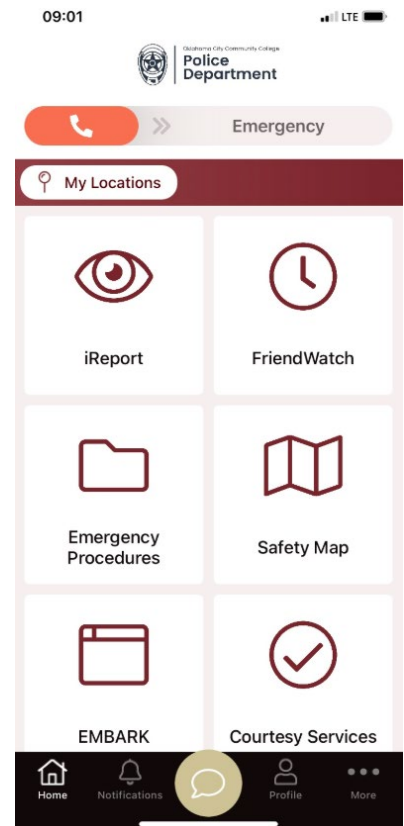 09:01
LTE
Oklahoma City Community College
Police
Department
Emergency
My Locations
iReport
FriendWatch
Emergency
Procedures
Safety Map
EMBARK
Courtesy Services
Home
Notifications
Profile
More